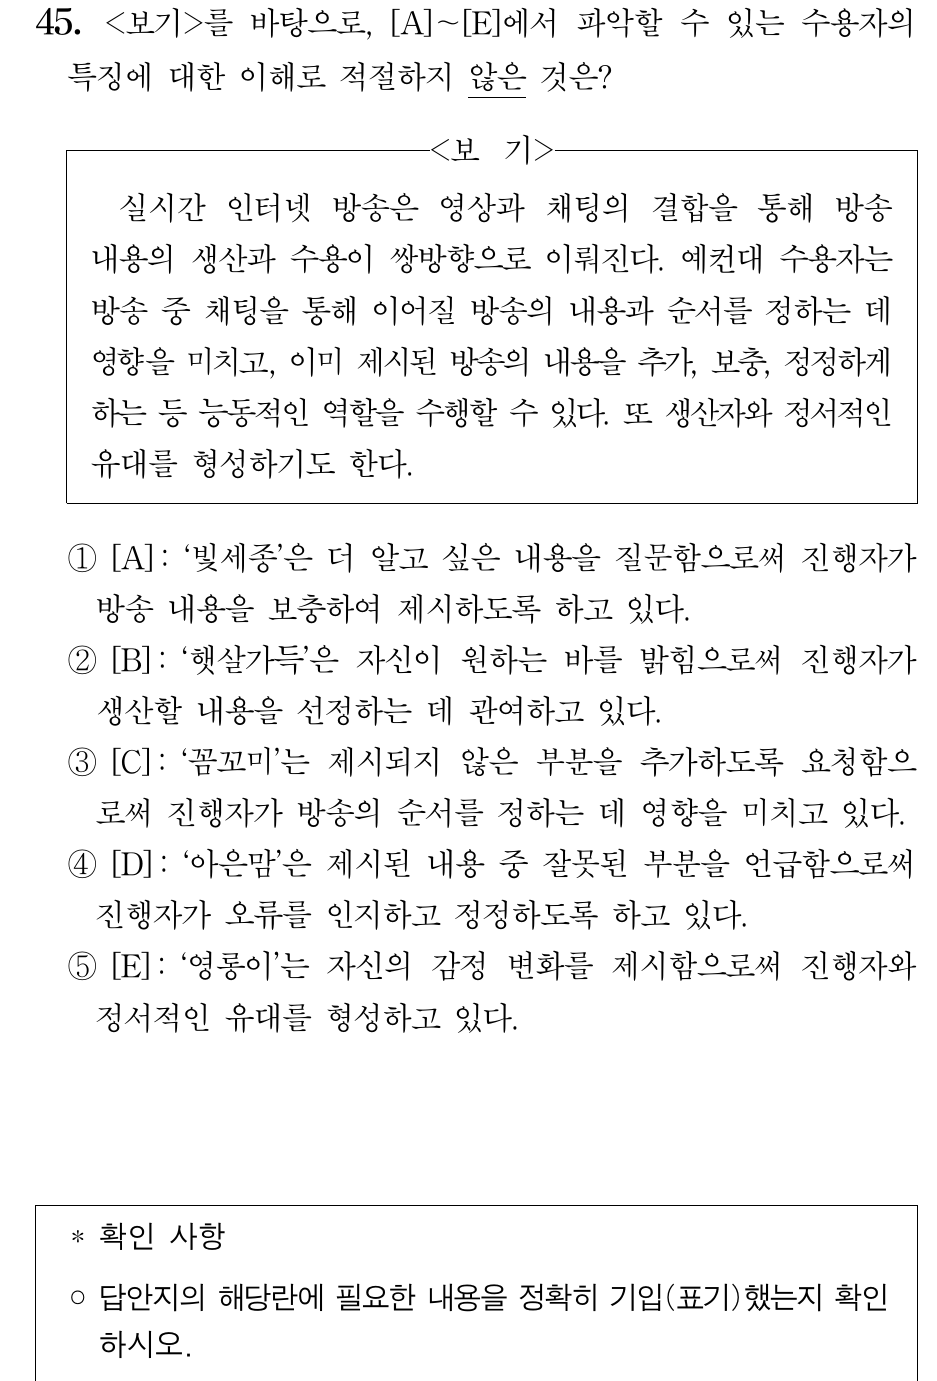 45. <보기>를 바탕으로, [A]~[E]에서 파악할 수 있는 수용자의
특징에 대한 이해로 적절하지 않은 것은?
<보 기>
실시간 인터넷 방송은 영상과 채팅의 결합을 통해 방송
내용의 생산과 수용이 쌍방향으로 이뤄진다. 예컨대 수용자는
방송 중 채팅을 통해 이어질 방송의 내용과 순서를 정하는 데
영향을 미치고, 이미 제시된 방송의 내용을 추가, 보충, 정정하게
하는 등 능동적인 역할을 수행할 수 있다. 또 생산자와 정서적인
유대를 형성하기도 한다.
① [A]: ‘빛세종’은 더 알고 싶은 내용을 질문함으로써 진행자가
방송 내용을 보충하여 제시하도록 하고 있다.
② [B]: ‘햇살가득’은 자신이 원하는 바를 밝힘으로써 진행자가
생산할 내용을 선정하는 데 관여하고 있다.
③ [C]: ‘꼼꼬미’는 제시되지 않은 부분을 추가하도록 요청함으
로써 진행자가 방송의 순서를 정하는 데 영향을 미치고 있다.
④ [D]: ‘아은맘’은 제시된 내용 중 잘못된 부분을 언급함으로써
진행자가 오류를 인지하고 정정하도록 하고 있다.
⑤ [E]: ‘영롱이’는 자신의 감정 변화를 제시함으로써 진행자와
정서적인 유대를 형성하고 있다.
* 확인 사항
○ 답안지의 해당란에 필요한 내용을 정확히 기입(표기)했는지 확인
하시오.